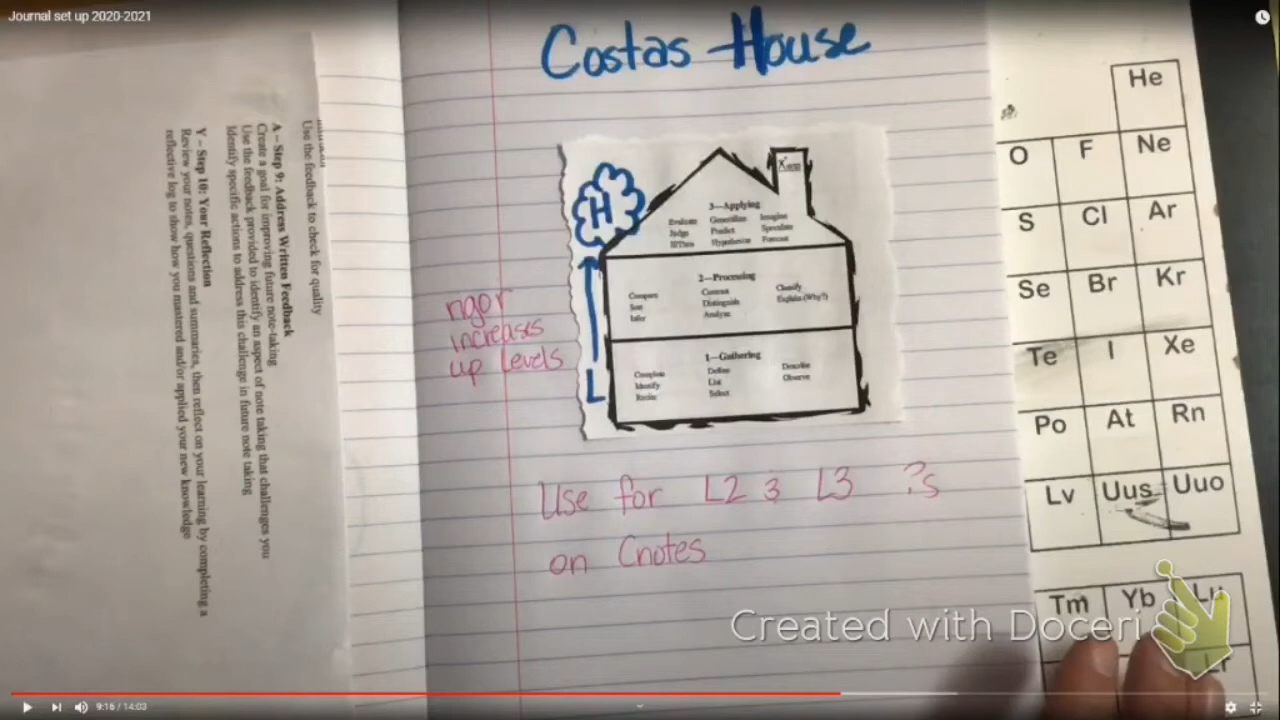 Journal set up 2020-2021
Use the feedback to check for quality
A – Step 9: Address Written Feedback
Create a goal for improving future note-taking
Use the feedback provided to identify an aspect of note taking that challenges you
Identify specific actions to address this challenge in future note taking
Y – Step 10: Your Reflection
Review your notes, questions and summaries, then reflect on your learning by completing a
reflective log to show how you mastered and/or applied your new knowledge
Costas House
H
3—Applying
Evaluate Generalize Imagine
Judge Predict Speculate
If/Then Hypothesize Forecast
2—Processing
Compare Contrast Classify
Sort Distinguish Explain (Why?)
Infer Analyze
1—Gathering
Complete Define Describe
Identify List Observe
Recite Select
L
rigor
increases
up levels
Use for L2 & L3 ?s
on Cnotes
He
O F Ne
S Cl Ar
Se Br Kr
Te I Xe
Po At Rn
Lv Uus Uuo
Tm Yb Lu
Lr
Created with Doceri
9:16 / 14:03